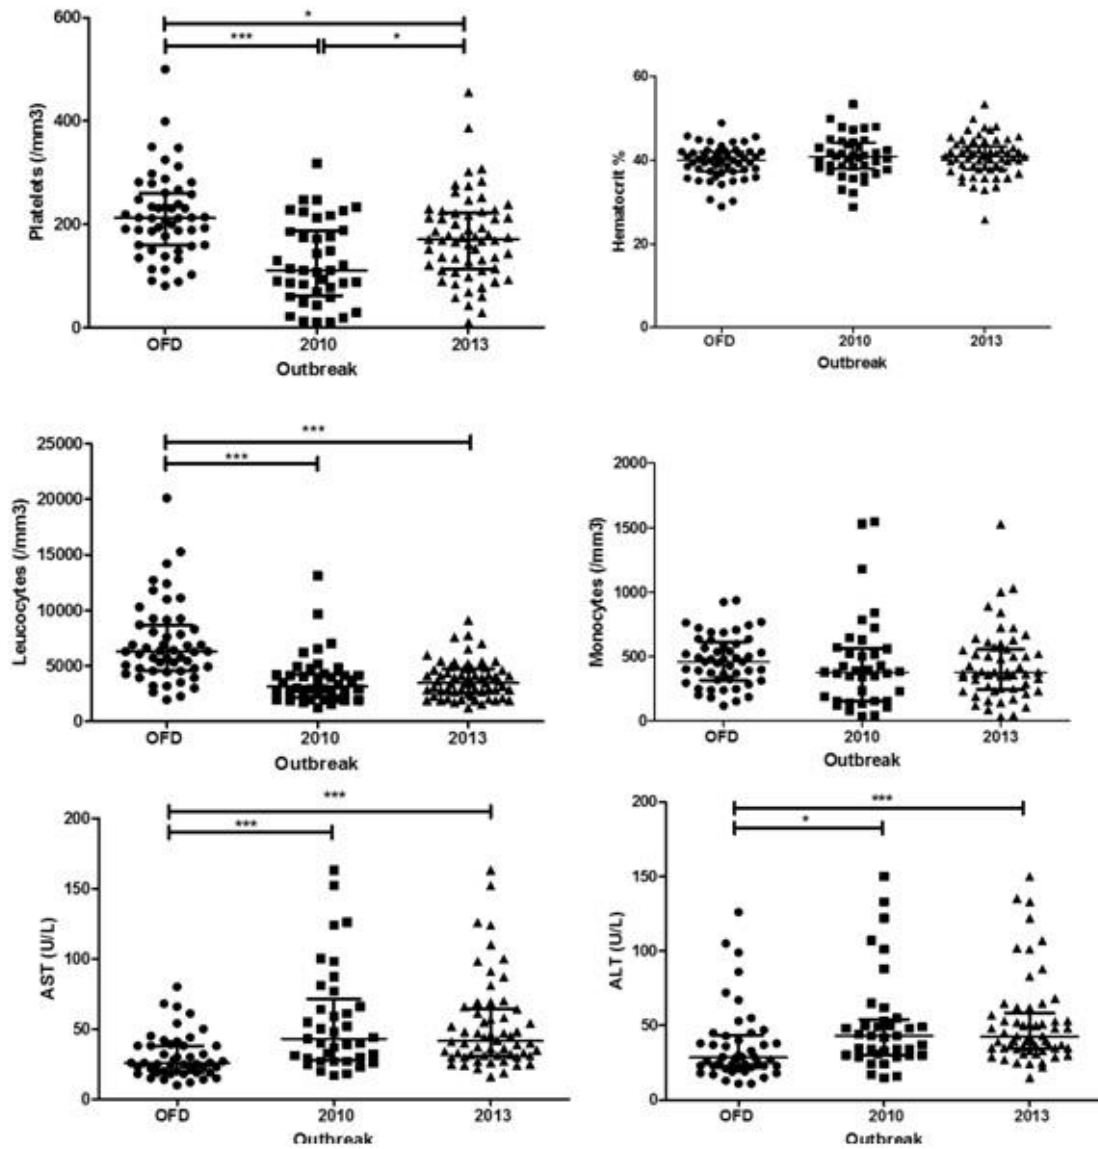 *
*** *
600
400
200
0
Platelets (/mm3)
OFD 2010 2013
Outbreak
60
40
20
0
Hematocrit %
OFD 2010 2013
Outbreak
***
***
25000
20000
15000
10000
5000
0
Leucocytes (/mm3)
OFD 2010 2013
Outbreak
2000
1500
1000
500
0
Monocytes (/mm3)
OFD 2010 2013
Outbreak
***
***
200
150
100
50
0
AST (U/L)
OFD 2010 2013
Outbreak
***
*
200
150
100
50
0
ALT (U/L)
OFD 2010 2013
Outbreak